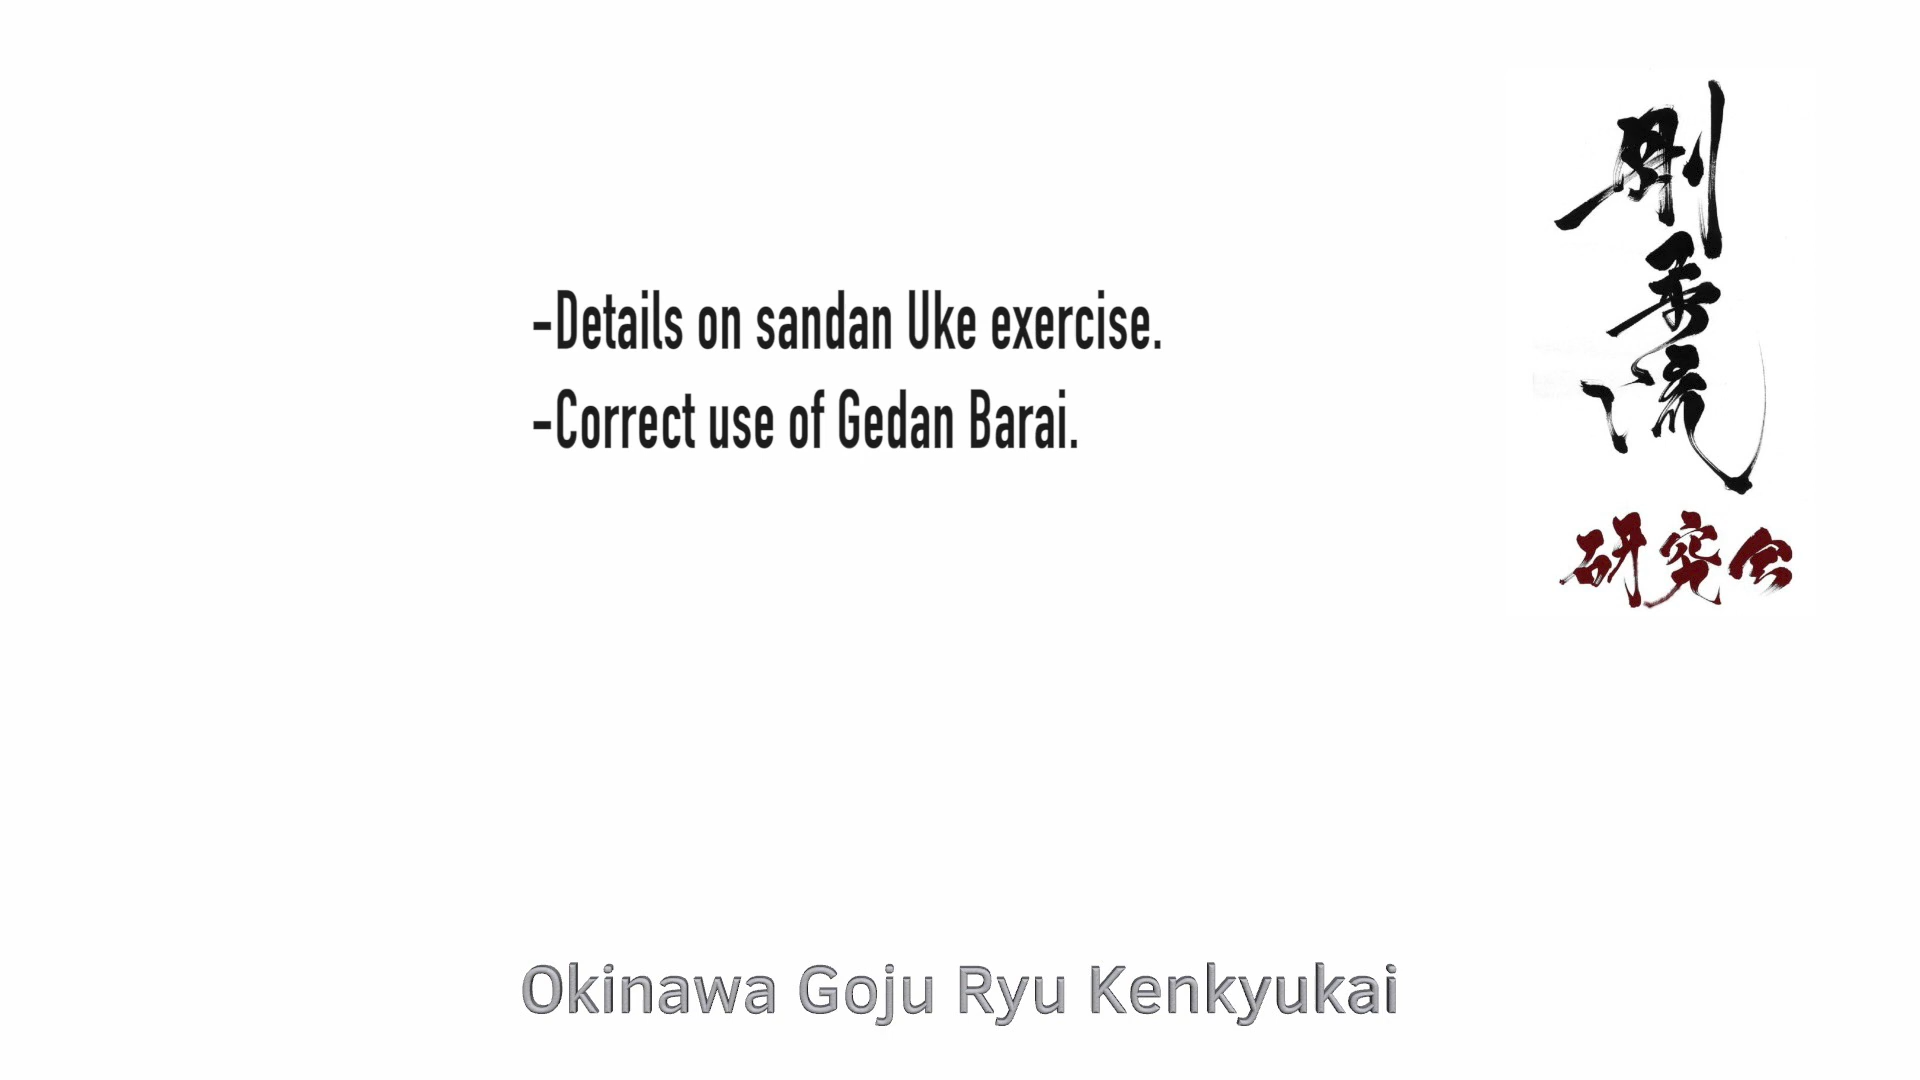 -Details on sandan Uke exercise.
-Correct use of Gedan Barai.
剛柔流
研究会
Okinawa Goju Ryu Kenkyukai